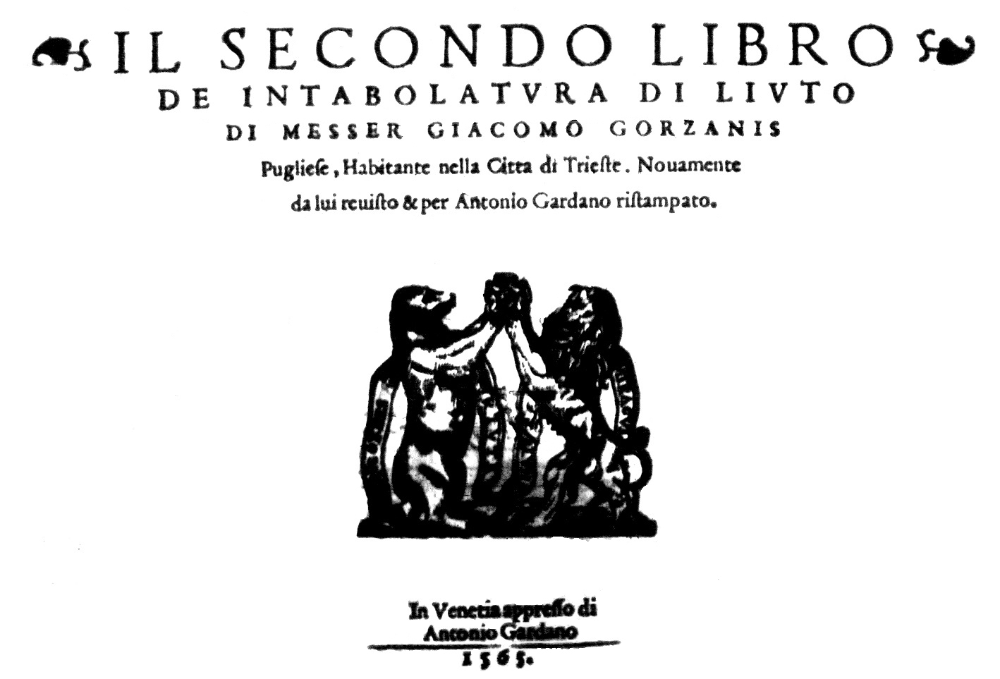 IL SECONDO LIBRO
DE INTABOLATVRA DI LIVTO
DI MESSER GIACOMO GORZANIS
Puglieſe, Habitante nella Citta di Trieſte. Nouamente
da lui reuiſto & per Antonio Gardano riſtampato.
In Venetia appreſſo di
Antonio Gardano
1565.